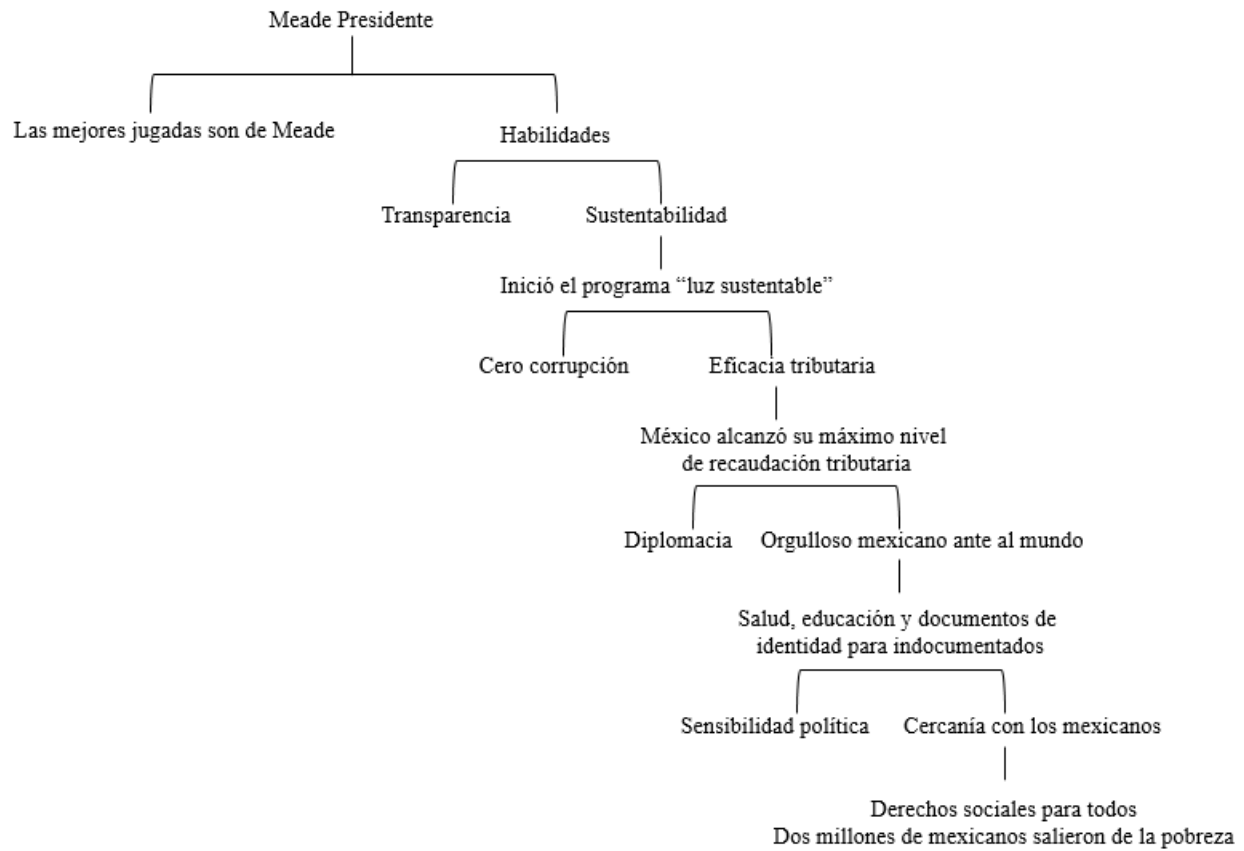 Meade Presidente
Las mejores jugadas son de Meade
Habilidades
Transparencia
Sustentabilidad
Inició el programa “luz sustentable”
Cero corrupción
Eficacia tributaria
México alcanzó su máximo nivel
de recaudación tributaria
Diplomacia
Orgulloso mexicano ante al mundo
Salud, educación y documentos de
identidad para indocumentados
Sensibilidad política
Cercanía con los mexicanos
Derechos sociales para todos
Dos millones de mexicanos salieron de la pobreza